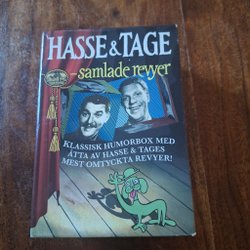 HASSE & TAGE
–samlade revyer
KLASSISK HUMORBOX MED
ÅTTA AV HASSE & TAGES
MEST OMTYCKTA REVYER!